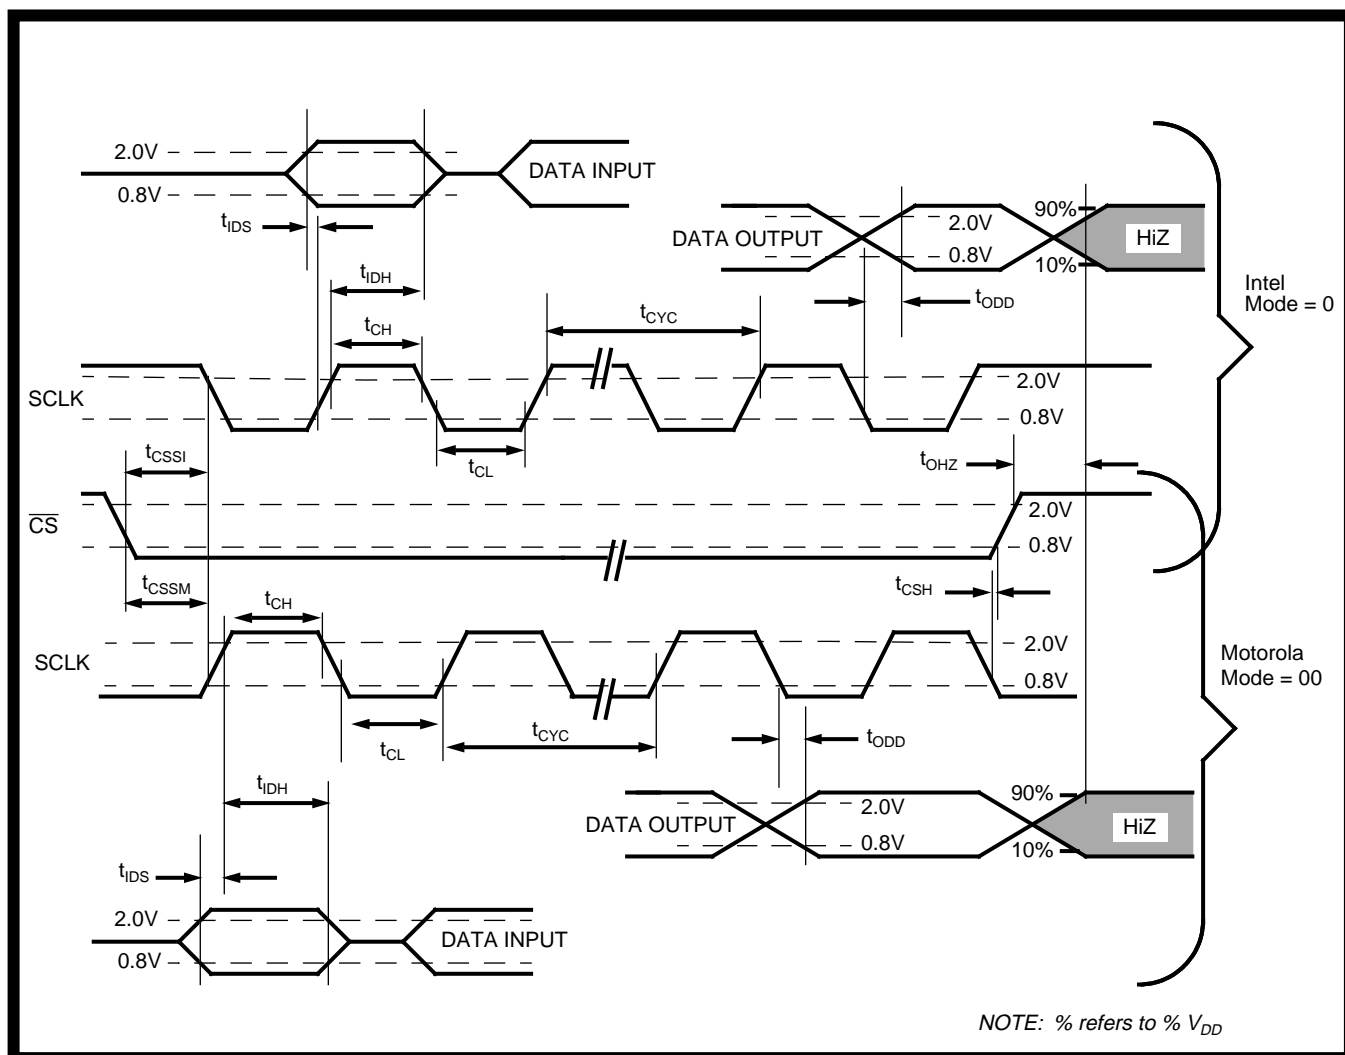 2.0V
DATA INPUT
0.8V
tIDS
90%
2.0V
DATA OUTPUT
HiZ
0.8V
10%
tIDH
tODD
Intel
Mode = 0
tCYC
tCH
2.0V
SCLK
0.8V
tCSSI
tCL
tOHZ
2.0V
CS
0.8V
tCSSM
tCH
tCSH
2.0V
SCLK
0.8V
Motorola
Mode = 00
tCL
tCYC
tODD
tIDH
90%
2.0V
DATA OUTPUT
HiZ
0.8V
10%
tIDS
2.0V
DATA INPUT
0.8V
NOTE: % refers to % VDD